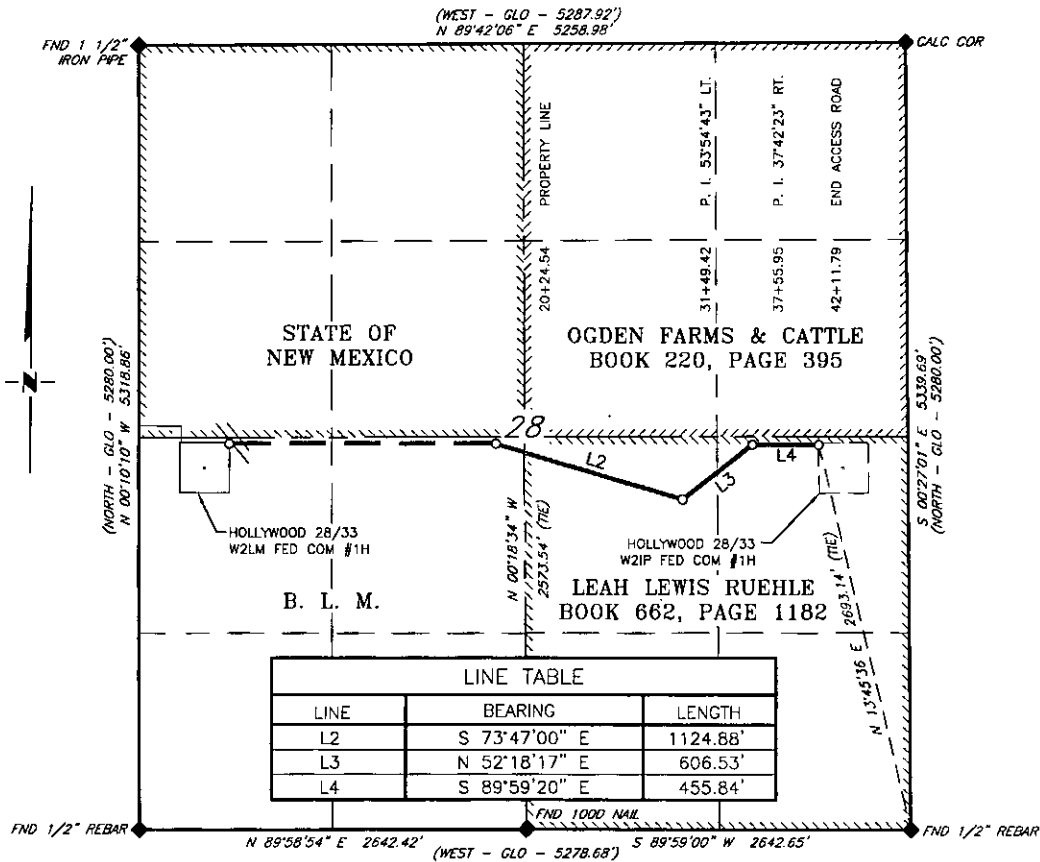 (WEST - GLO - 5287.92')
N 89°42'06" E 5258.98'
FND 1 1/2"
IRON PIPE
CALC COR
PROPERTY LINE
20+24.54
P. I. 53°54'43" LT.
31+49.42
P. I. 37°42'23" RT.
37+55.95
END ACCESS ROAD
42+11.79
STATE OF
NEW MEXICO
OGDEN FARMS & CATTLE
BOOK 220, PAGE 395
N
(NORTH - GLO - 5280.00')
N 00°10'10" W 5318.86'
S 00°27'01" E 5339.69'
(NORTH - GLO - 5280.00')
28
L2
L3
L4
HOLLYWOOD 28/33
W2LM FED COM #1H
HOLLYWOOD 28/33
W2IP FED COM #1H
N 00°18'34" W
2573.54' (TIE)
B. L. M.
LEAH LEWIS RUEHLE
BOOK 662, PAGE 1182
N 13°45'36" E 2693.14' (TIE)
LINE TABLE
LINE BEARING LENGTH
L2 S 73°47'00" E 1124.88'
L3 N 52°18'17" E 606.53'
L4 S 89°59'20" E 455.84'
FND 100D NAIL
FND 1/2" REBAR
N 89°58'54" E 2642.42'
S 89°59'00" W 2642.65'
FND 1/2" REBAR
(WEST - GLO - 5278.68')